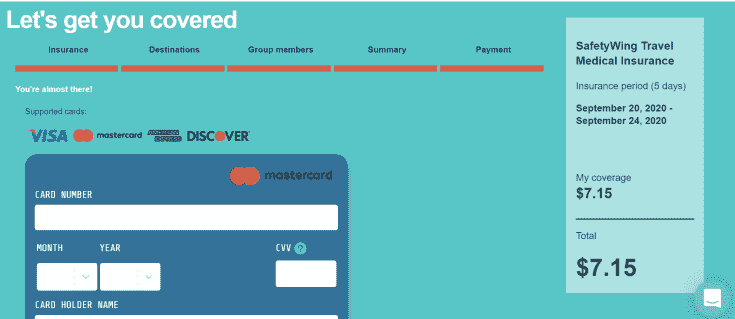 Let's get you covered
Insurance
Destinations
Group members
Summary
Payment
You're almost there!
Supported cards:
VISA mastercard AMERICAN EXPRESS DISCOVER
mastercard
CARD NUMBER
MONTH YEAR CVV ?
CARD HOLDER NAME
SafetyWing Travel
Medical Insurance
Insurance period (5 days)
September 20, 2020 -
September 24, 2020
My coverage
$7.15
Total
$7.15